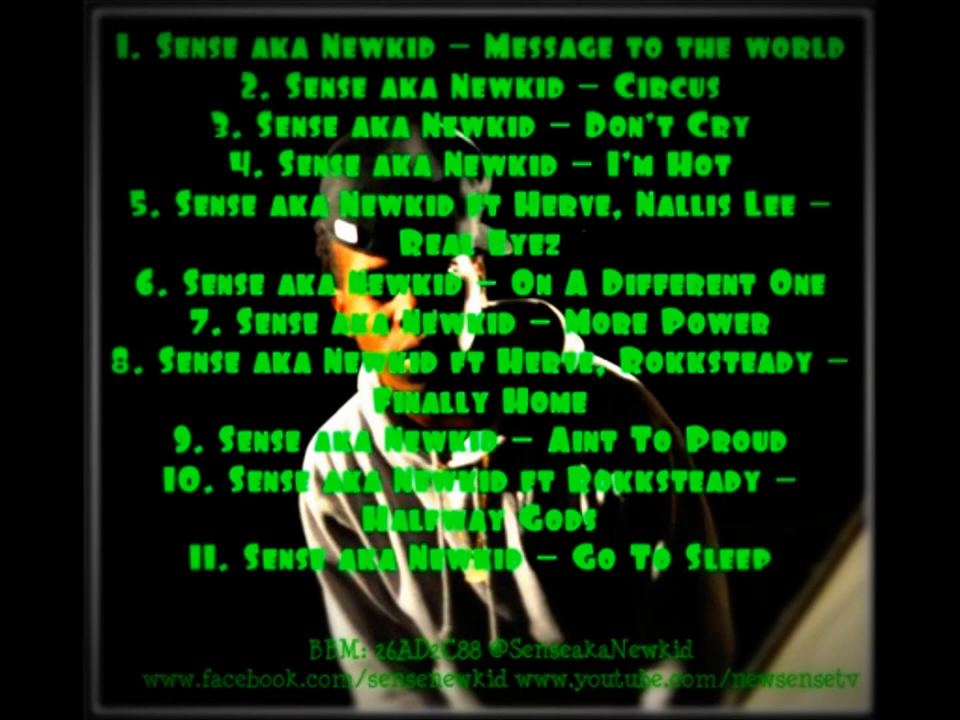 1. Sense aka Newkid – Message to the world
2. Sense aka Newkid – Circus
3. Sense aka Newkid – Don't Cry
4. Sense aka Newkid – I'm Hot
5. Sense aka Newkid ft Herve, Nallis Lee –
Real Eyez
6. Sense aka Newkid – On A Different One
7. Sense aka Newkid – More Power
8. Sense aka Newkid ft Herve, Rokksteady –
Finally Home
9. Sense aka Newkid – Aint To Proud
10. Sense aka Newkid ft Rokksteady –
Halfway Gods
11. Sense aka Newkid – Go To Sleep
BBM: 26AD2C88 @SenseakaNewkid
www.facebook.com/sensenewkid www.youtube.com/newsensetv